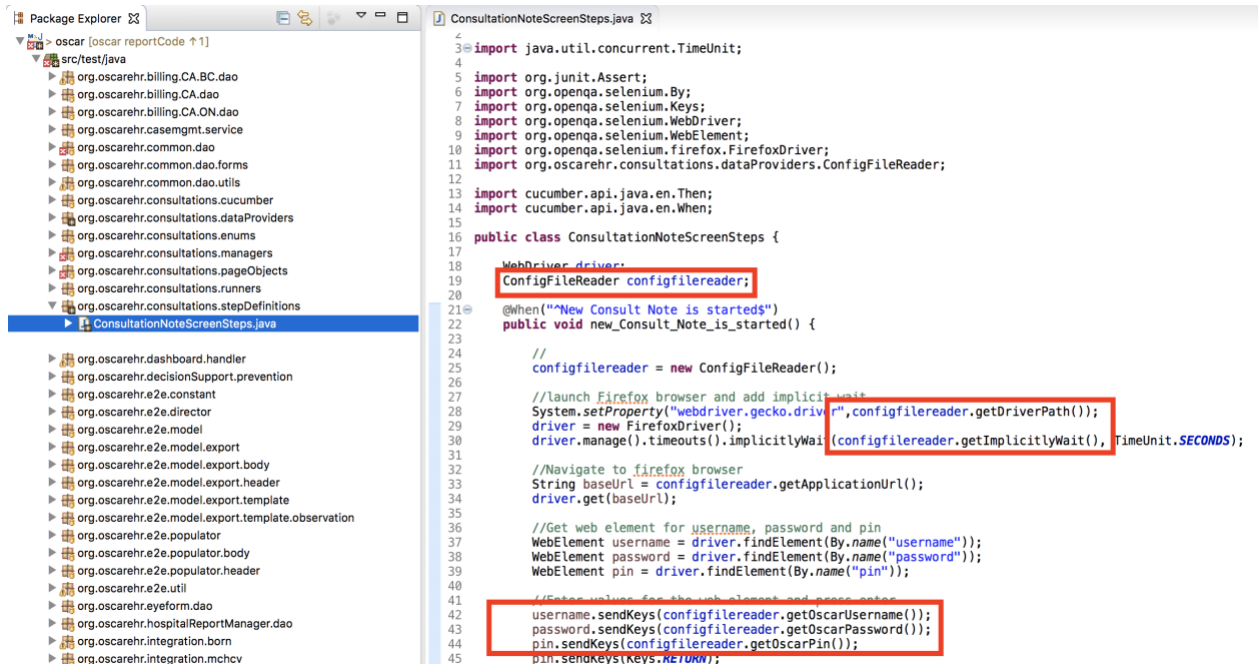 Package Explorer
> oscar [oscar reportCode ↑1]
src/test/java
org.oscarehr.billing.CA.BC.dao
org.oscarehr.billing.CA.dao
org.oscarehr.billing.CA.ON.dao
org.oscarehr.casemgmt.service
org.oscarehr.common.dao
org.oscarehr.common.dao.forms
org.oscarehr.common.dao.utils
org.oscarehr.consultations.cucumber
org.oscarehr.consultations.dataProviders
org.oscarehr.consultations.enums
org.oscarehr.consultations.managers
org.oscarehr.consultations.pageObjects
org.oscarehr.consultations.runners
org.oscarehr.consultations.stepDefinitions
ConsultationNoteScreenSteps.java
org.oscarehr.dashboard.handler
org.oscarehr.decisionSupport.prevention
org.oscarehr.e2e.constant
org.oscarehr.e2e.director
org.oscarehr.e2e.model
org.oscarehr.e2e.model.export
org.oscarehr.e2e.model.export.body
org.oscarehr.e2e.model.export.header
org.oscarehr.e2e.model.export.template
org.oscarehr.e2e.model.export.template.observation
org.oscarehr.e2e.populator
org.oscarehr.e2e.populator.body
org.oscarehr.e2e.populator.header
org.oscarehr.e2e.util
org.oscarehr.eyeform.dao
org.oscarehr.hospitalReportManager.dao
org.oscarehr.integration.born
org.oscarehr.integration.mchcv
ConsultationNoteScreenSteps.java
2
3 import java.util.concurrent.TimeUnit;
4
5 import org.junit.Assert;
6 import org.openqa.selenium.By;
7 import org.openqa.selenium.Keys;
8 import org.openqa.selenium.WebDriver;
9 import org.openqa.selenium.WebElement;
10 import org.openqa.selenium.firefox.FirefoxDriver;
11 import org.oscarehr.consultations.dataProviders.ConfigFileReader;
12
13 import cucumber.api.java.en.Then;
14 import cucumber.api.java.en.When;
15
16 public class ConsultationNoteScreenSteps {
17
18 WebDriver driver;
19 ConfigFileReader configfilereader;
20
21 @When("^New Consult Note is started$")
22 public void new_Consult_Note_is_started() {
23
24 //
25 configfilereader = new ConfigFileReader();
26
27 //launch Firefox browser and add implicit wait
28 System.setProperty("webdriver.gecko.driver",configfilereader.getDriverPath());
29 driver = new FirefoxDriver();
30 driver.manage().timeouts().implicitlyWait(configfilereader.getImplicitlyWait(), TimeUnit.SECONDS);
31
32 //Navigate to firefox browser
33 String baseUrl = configfilereader.getApplicationUrl();
34 driver.get(baseUrl);
35
36 //Get web element for username, password and pin
37 WebElement username = driver.findElement(By.name("username"));
38 WebElement password = driver.findElement(By.name("password"));
39 WebElement pin = driver.findElement(By.name("pin"));
40
41 //Enter values for the web element and press enter
42 username.sendKeys(configfilereader.getOscarUsername());
43 password.sendKeys(configfilereader.getOscarPassword());
44 pin.sendKeys(configfilereader.getOscarPin());
45 pin.sendKeys(Keys.RETURN);